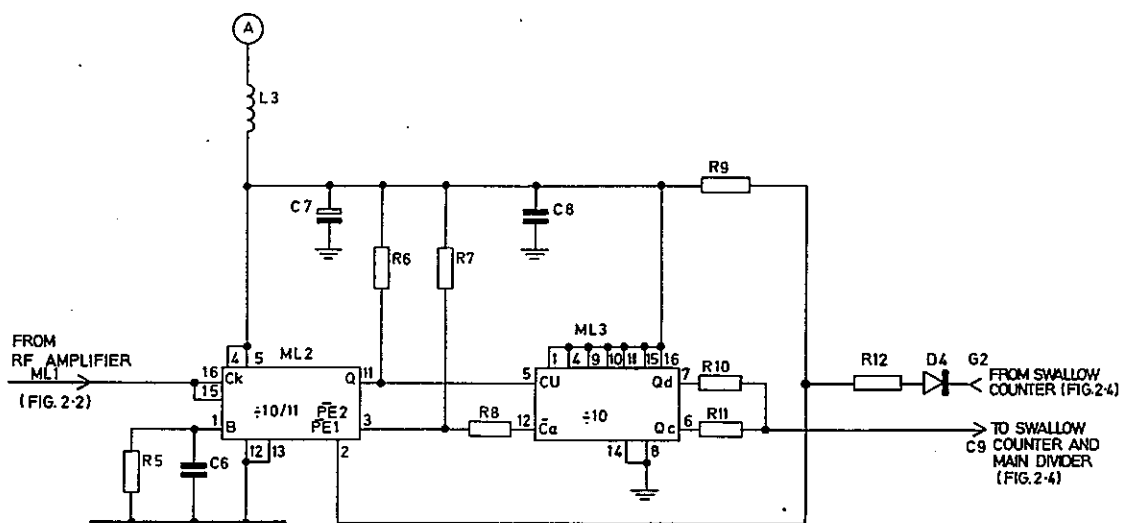 A
L3
R9
C7
C8
R6
R7
ML3
FROM
RF AMPLIFIER
ML1
(FIG. 2-2)
4 5
ML2
1 4 9 10 11 15 16
16 Ck
15
Q 11
5 CU
Qd 7
R10
R12
D4
G2
FROM SWALLOW
COUNTER (FIG.2·4)
÷10/11
PE2
PE1
3
R8
12 Ca
÷10
Qc 6
R11
1 B
12 13
2
14 8
C9
TO SWALLOW
COUNTER AND
MAIN DIVIDER
(FIG.2·4)
R5
C6